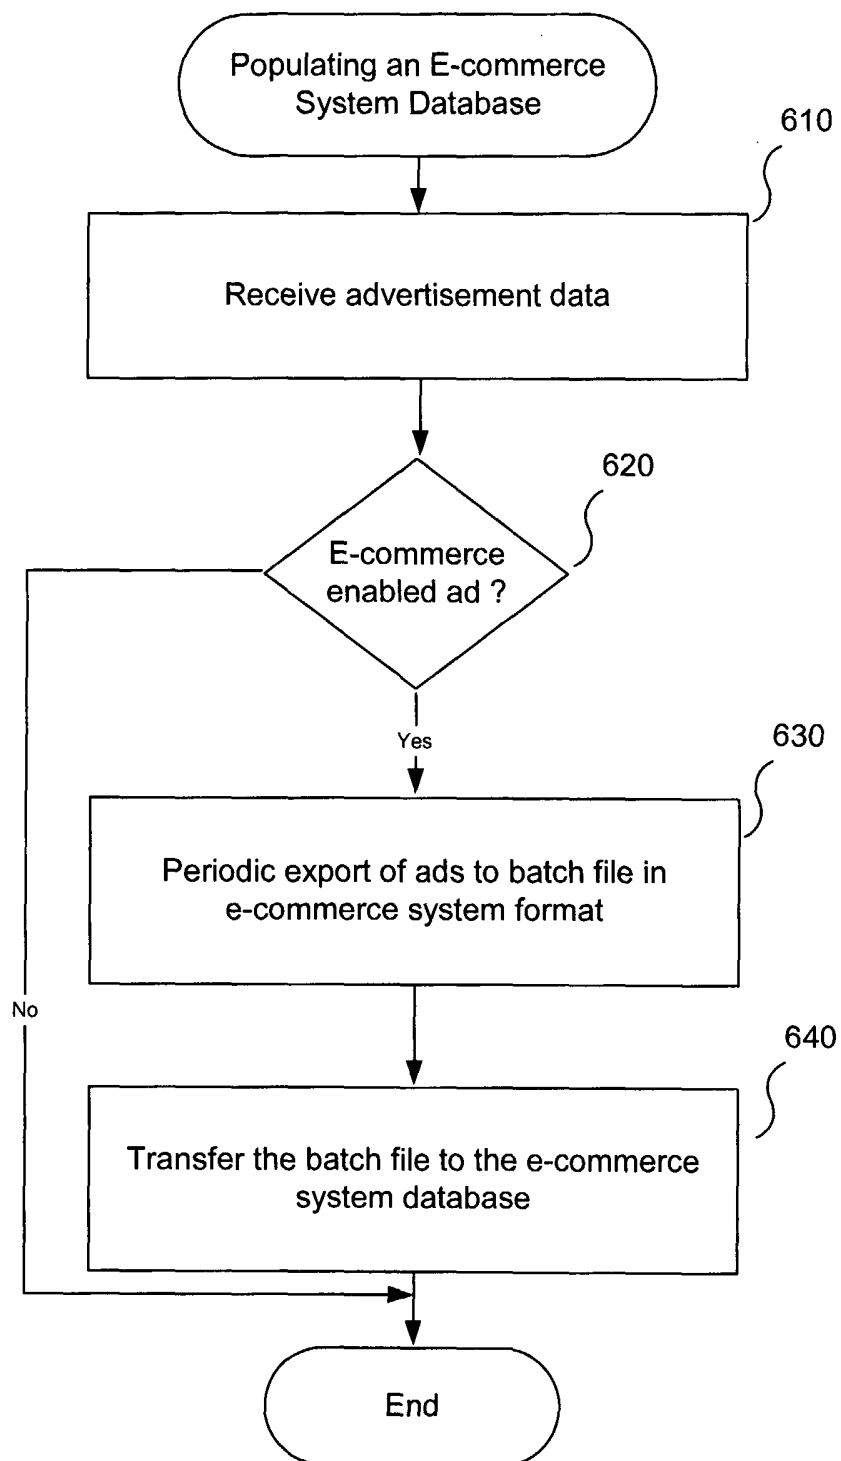 Populating an E-commerce
System Database
610
Receive advertisement data
620
E-commerce
enabled ad ?
Yes
630
Periodic export of ads to batch file in
e-commerce system format
No
640
Transfer the batch file to the e-commerce
system database
End